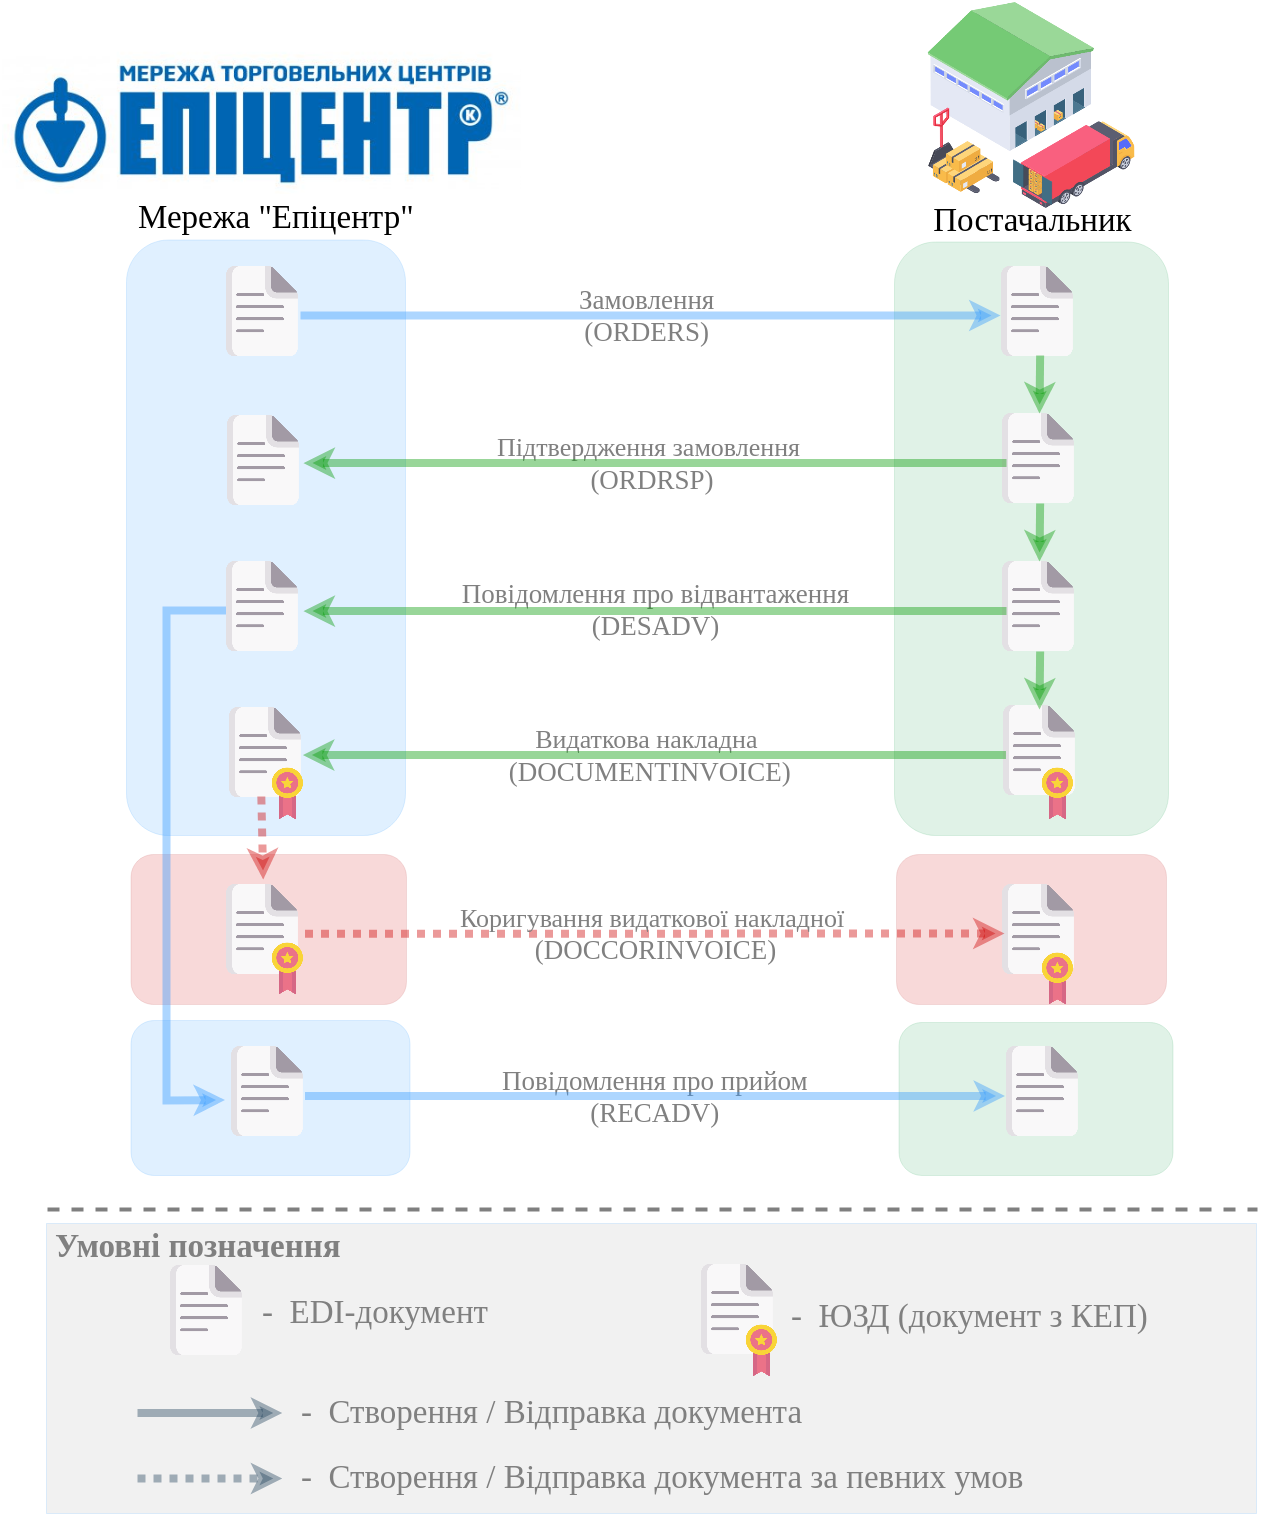 МЕРЕЖА ТОРГОВЕЛЬНИХ ЦЕНТРІВ
ЕПІЦЕНТР К ®
Мережа "Епіцентр"
Постачальник
Замовлення
(ORDERS)
Підтвердження замовлення
(ORDRSP)
Повідомлення про відвантаження
(DESADV)
Видаткова накладна
(DOCUMENTINVOICE)
Коригування видаткової накладної
(DOCCORINVOICE)
Повідомлення про прийом
(RECADV)
Умовні позначення
- EDI-документ
- ЮЗД (документ з КЕП)
- Створення / Відправка документа
- Створення / Відправка документа за певних умов